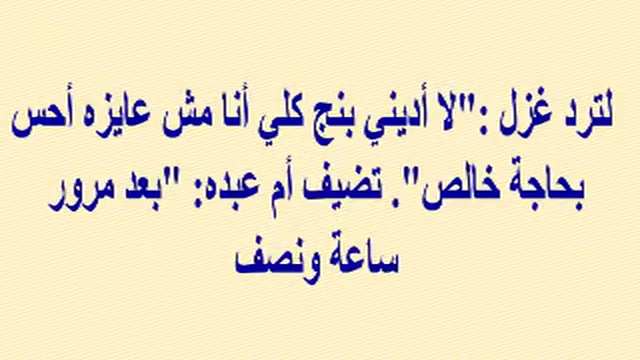 لترد غزل :"لا أديني بنج كلي أنا مش عايزه أحس
بحاجة خالص". تضيف أم عبده: "بعد مرور
ساعة ونصف